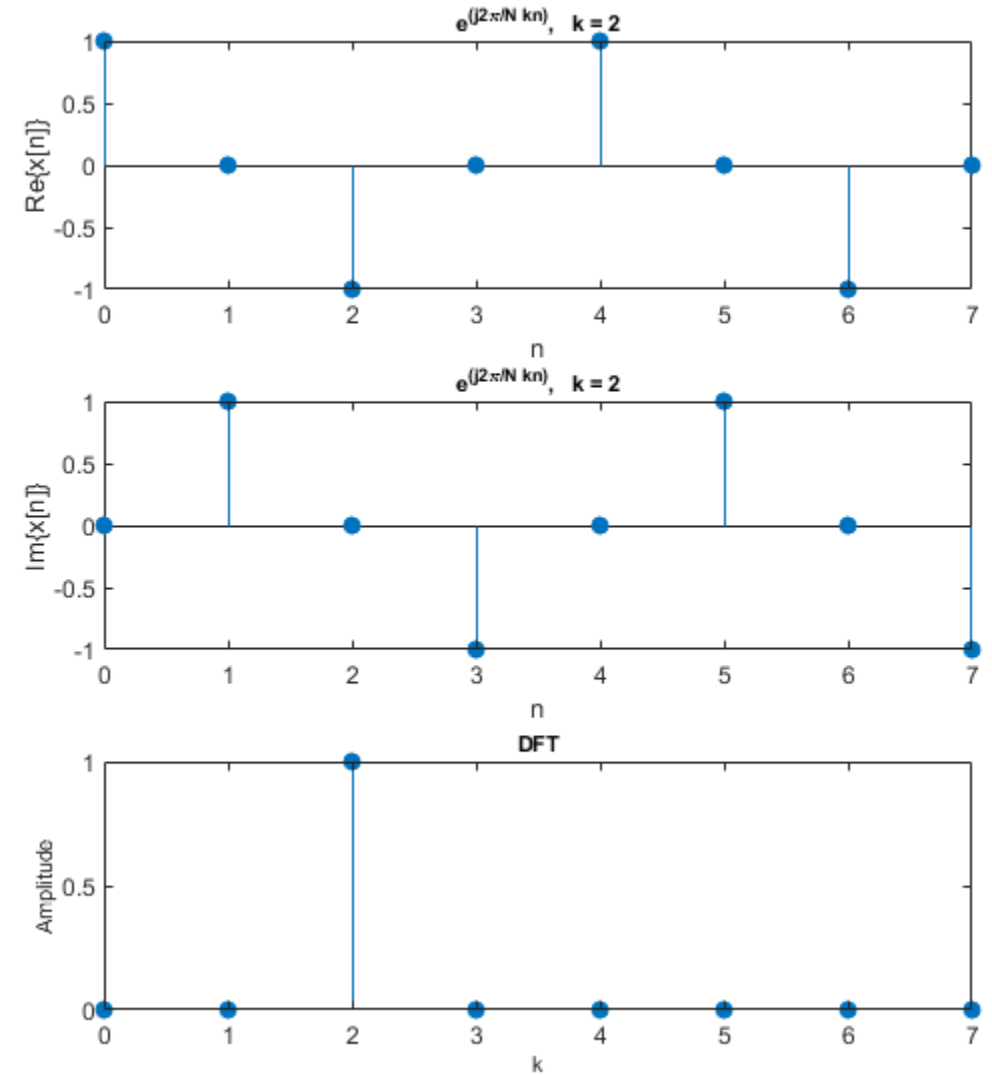 e(j2π/N kn),   k = 2
Re{x[n]}
1
0.5
0
-0.5
-1
0 1 2 3 4 5 6 7
n
e(j2π/N kn),   k = 2
Im{x[n]}
1
0.5
0
-0.5
-1
0 1 2 3 4 5 6 7
n
DFT
Amplitude
1
0.5
0
0 1 2 3 4 5 6 7
k